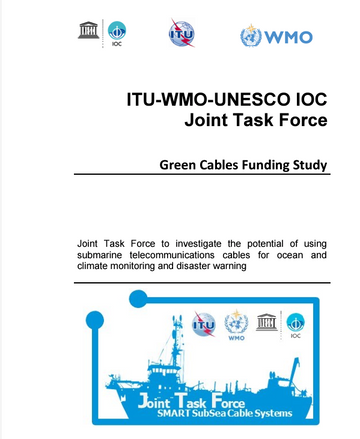 IOC
ITU
WMO
ITU-WMO-UNESCO IOC
Joint Task Force
Green Cables Funding Study
Joint Task Force to investigate the potential of using
submarine telecommunications cables for ocean and
climate monitoring and disaster warning
ITU
WMO
IOC
Joint Task Force
SMART SubSea Cable Systems